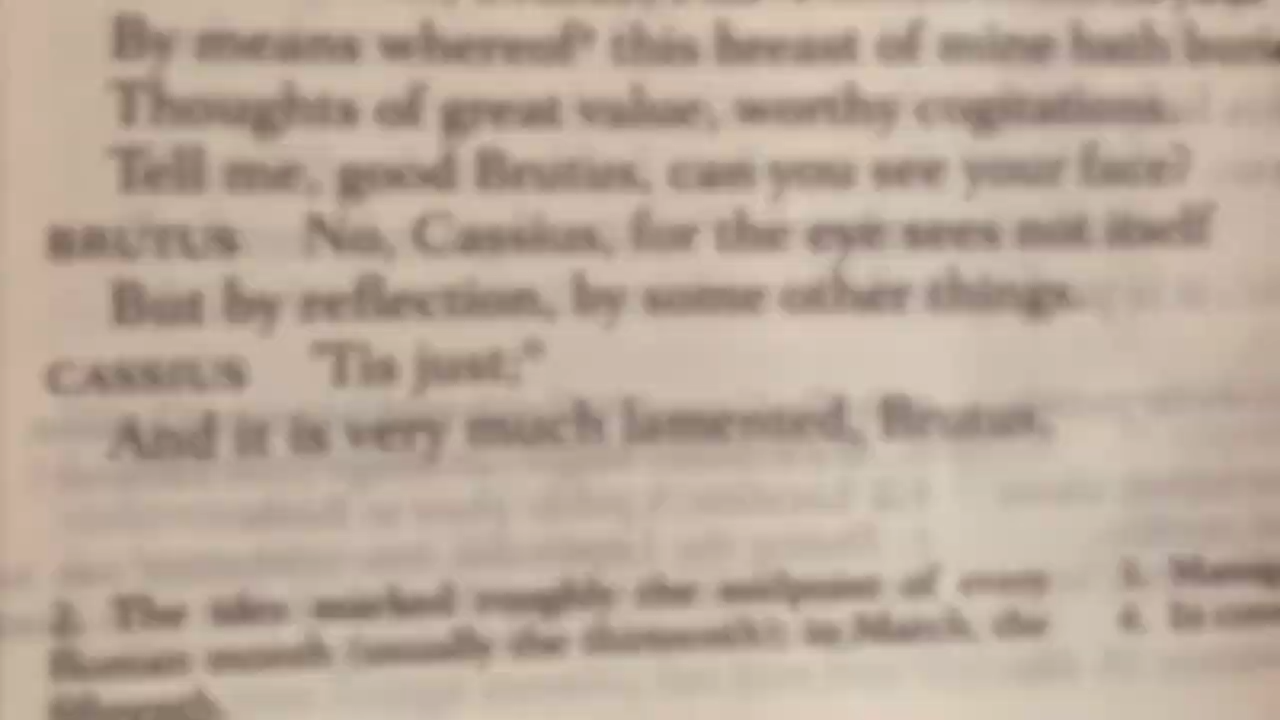 By means whereof° this breast of mine hath
Thoughts of great value, worthy cogitations.
Tell me, good Brutus, can you see your face?
BRUTUS No, Cassius, for the eye sees not itself
But by reflection, by some other things.
CASSIUS 'Tis just;°
And it is very much lamented, Brutus,
2. The ides marked roughly the midpoint of every
Roman month (usually the thirteenth); in March, the
fifteenth.